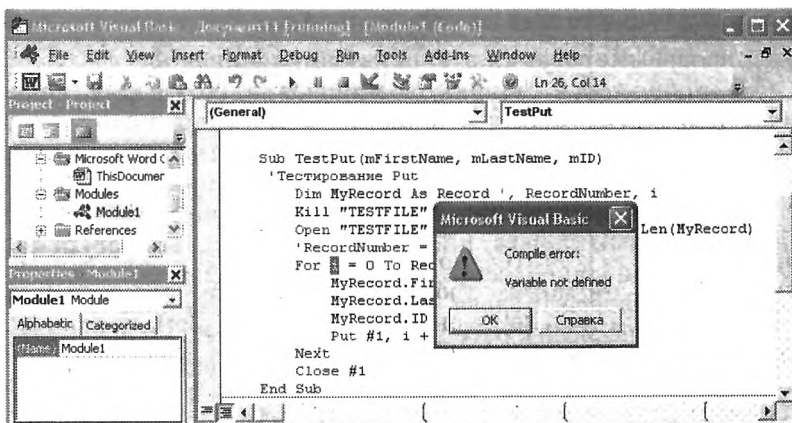 Microsoft Visual Basic - Документ1 [running] - [Module1 (Code)]
File Edit View Insert Format Debug Run Tools Add-Ins Window Help
Ln 26, Col 14
Project - Project
Microsoft Word
ThisDocumer
Modules
Module1
References
Properties - Module1
Module1 Module
Alphabetic Categorized
(Name) Module1
(General)
TestPut
Sub TestPut(mFirstName, mLastName, mID)
'Тестирование Put
Dim MyRecord As Record ', RecordNumber, i
Kill "TESTFILE"
Open "TESTFILE" Len(MyRecord)
'RecordNumber =
For = 0 To Rec
MyRecord.Fir
MyRecord.Las
MyRecord.ID
Put #1, i +
Next
Close #1
End Sub
Microsoft Visual Basic
Compile error:
Variable not defined
OK Справка